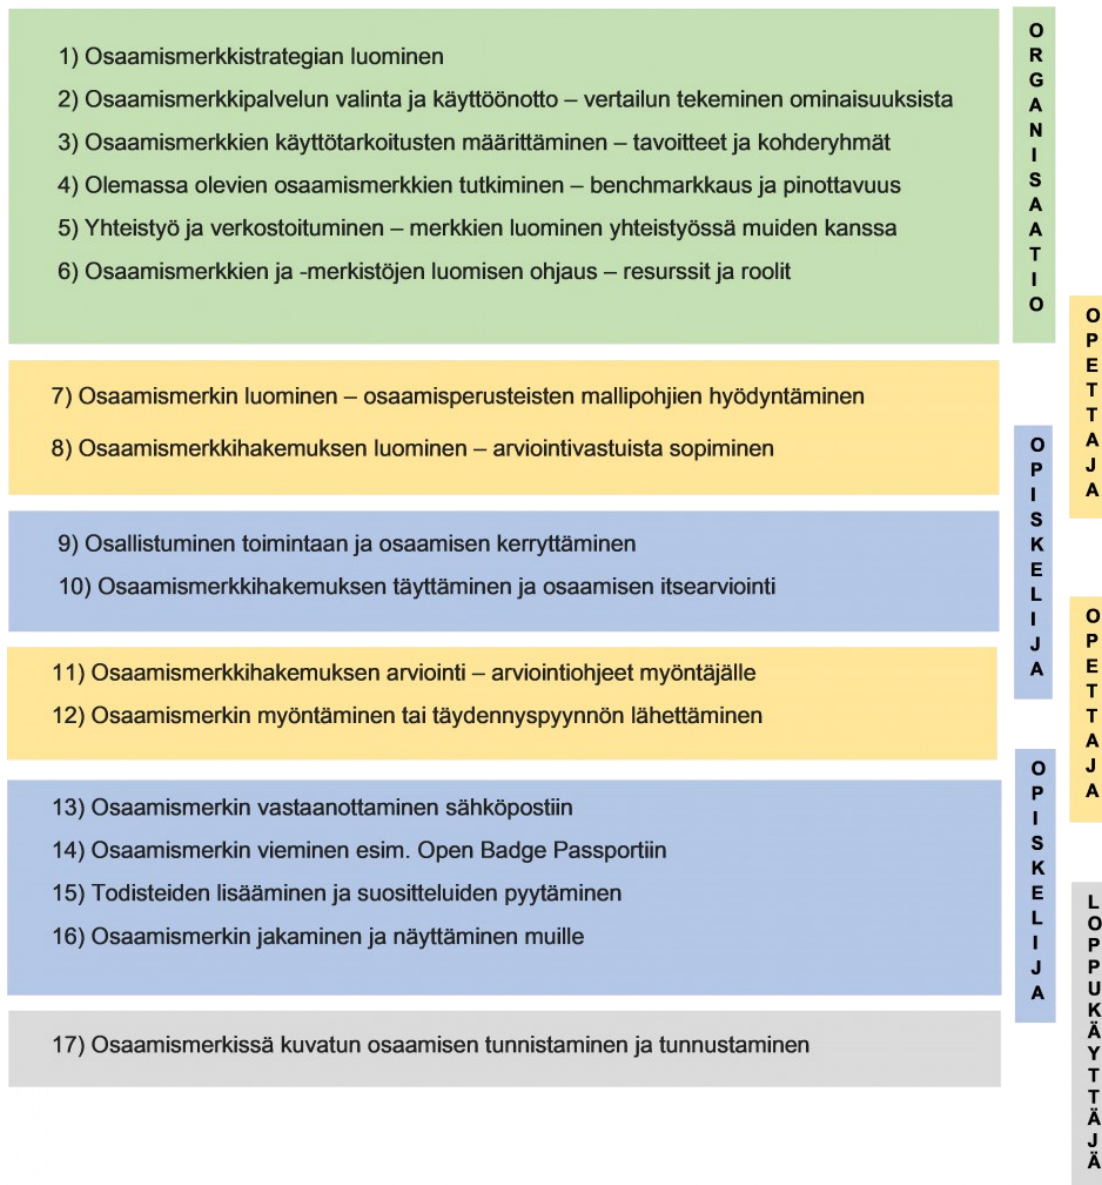 1) Osaamismerkkistrategian luominen
2) Osaamismerkkipalvelun valinta ja käyttöönotto – vertailun tekeminen ominaisuuksista
3) Osaamismerkkien käyttötarkoitusten määrittäminen – tavoitteet ja kohderyhmät
4) Olemassa olevien osaamismerkkien tutkiminen – benchmarkkaus ja pinottavuus
5) Yhteistyö ja verkostoituminen – merkkien luominen yhteistyössä muiden kanssa
6) Osaamismerkkien ja -merkistöjen luomisen ohjaus – resurssit ja roolit
ORGANISAATIO
7) Osaamismerkin luominen – osaamisperusteisten mallipohjien hyödyntäminen
8) Osaamismerkkihakemuksen luominen – arviointivastuista sopiminen
OPETTAJA
9) Osallistuminen toimintaan ja osaamisen kerryttäminen
10) Osaamismerkkihakemuksen täyttäminen ja osaamisen itsearviointi
OPISKELIJA
11) Osaamismerkkihakemuksen arviointi – arviointiohjeet myöntäjälle
12) Osaamismerkin myöntäminen tai täydennyspyynnön lähettäminen
OPETTAJA
13) Osaamismerkin vastaanottaminen sähköpostiin
14) Osaamismerkin vieminen esim. Open Badge Passportiin
15) Todisteiden lisääminen ja suositteluiden pyytäminen
16) Osaamismerkin jakaminen ja näyttäminen muille
OPISKELIJA
17) Osaamismerkissä kuvatun osaamisen tunnistaminen ja tunnustaminen
LOPPUKÄYTTÄJÄ